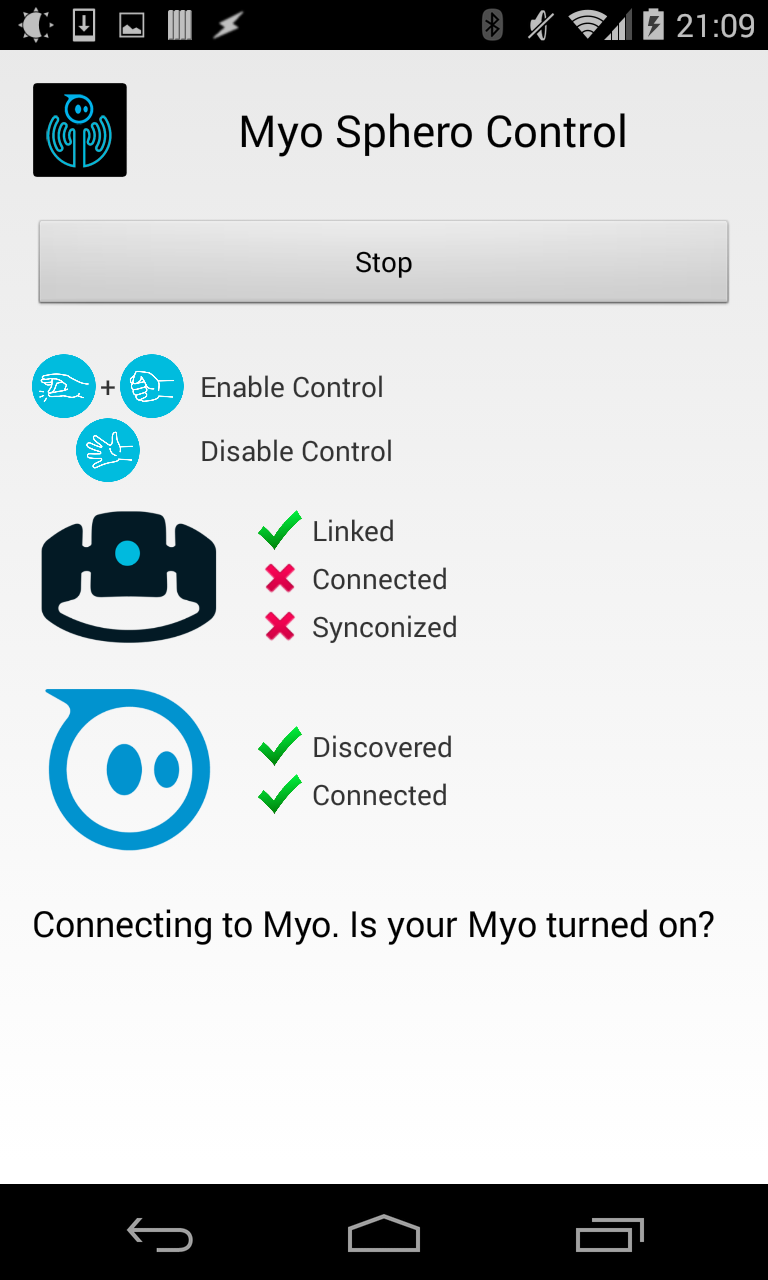 21:09
Myo Sphero Control
Stop
+ Enable Control
Disable Control
Linked
Connected
Synconized
Discovered
Connected
Connecting to Myo. Is your Myo turned on?